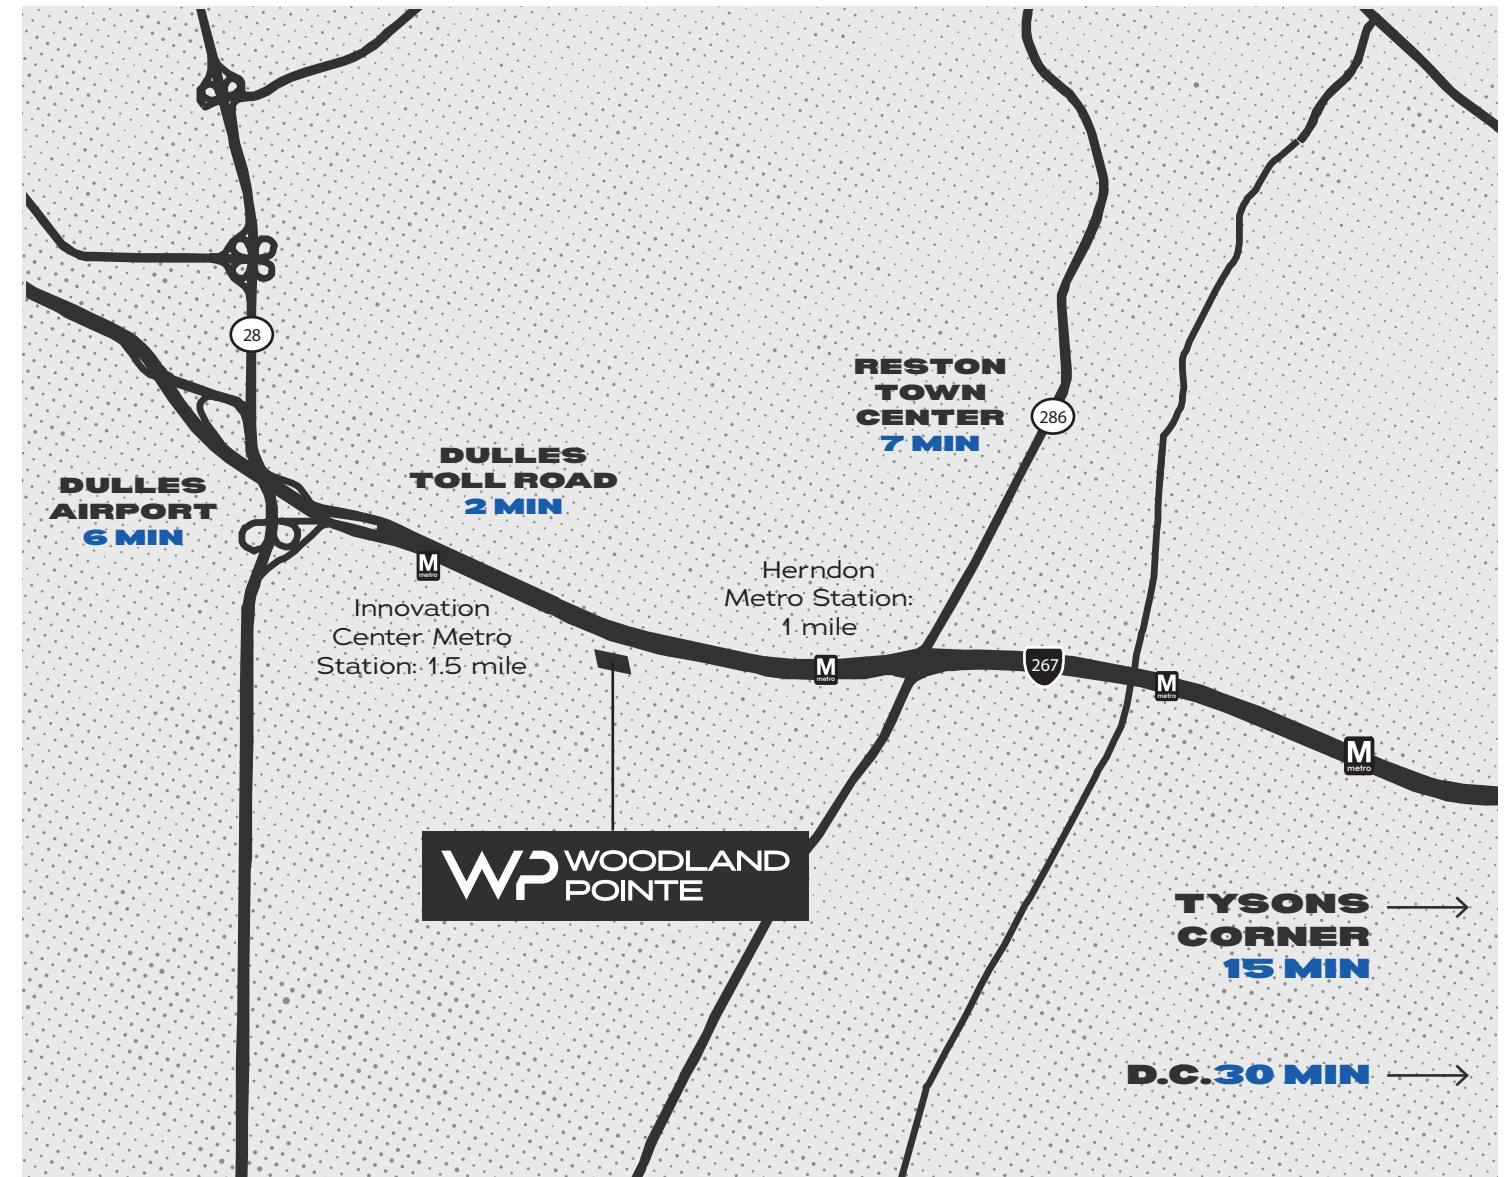 28
RESTON
TOWN
CENTER
7 MIN
286
DULLES
TOLL ROAD
2 MIN
DULLES
AIRPORT
6 MIN
M
metro
Innovation
Center Metro
Station: 1.5 mile
Herndon
Metro Station:
1 mile
M
metro
267
M
metro
M
metro
WP WOODLAND
POINTE
TYSONS
CORNER
15 MIN
D.C. 30 MIN